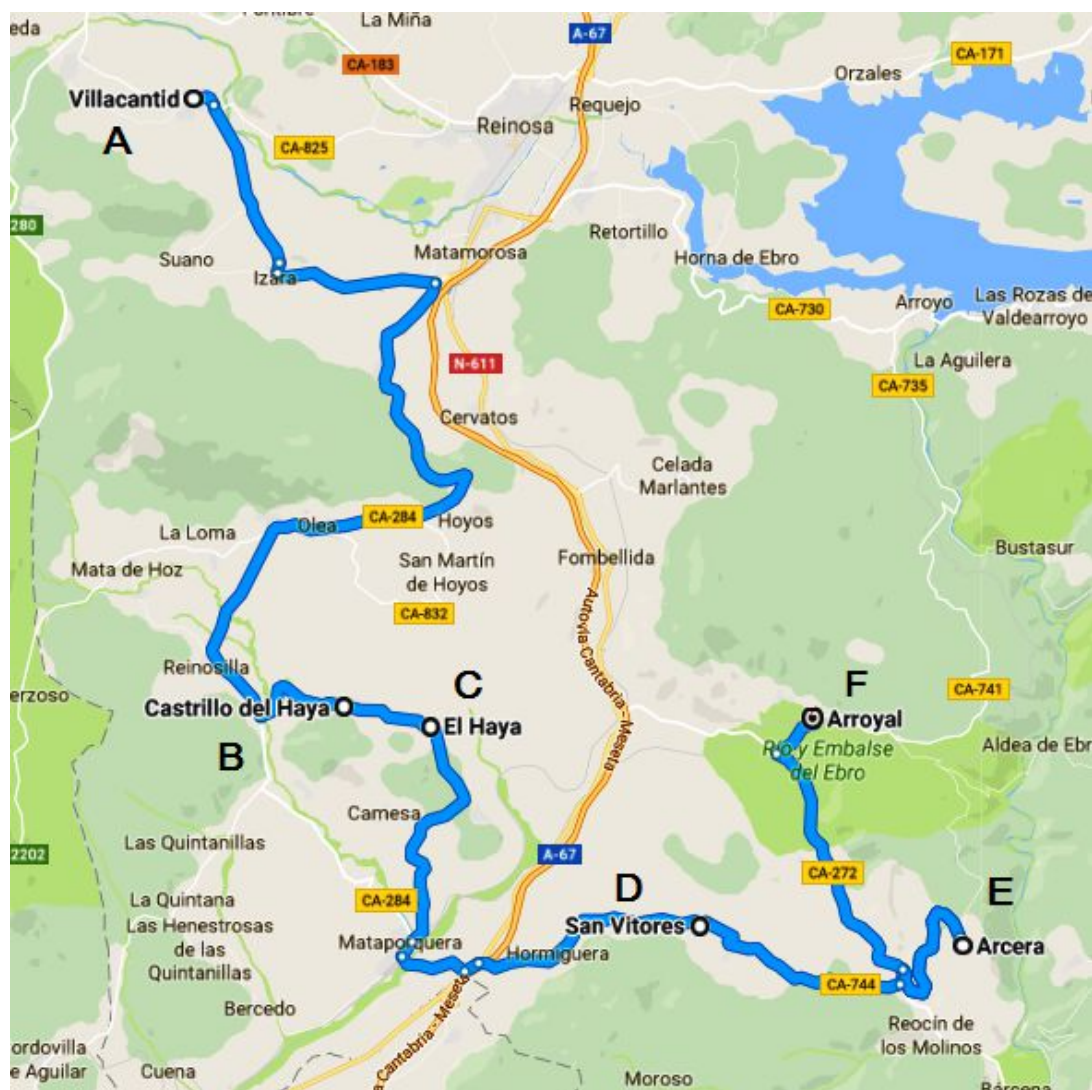 eda
La Miña
A-67
CA-171
CA-183
Orzales
Villacantid
Requejo
Reinosa
A
CA-825
280
Retortillo
Matamorosa
Suano
Horna de Ebro
Izara
CA-730
Arroyo
Las Rozas de
Valdearroyo
N-611
La Aguilera
CA-735
Cervatos
Celada
Marlantes
CA-284
Olea
Hoyos
La Loma
Bustasur
San Martín
de Hoyos
Fombellida
Mata de Hoz
CA-832
Autovía Cantabria - Meseta
Reinosilla
C
F
CA-741
erzoso
Castrillo del Haya
El Haya
Arroyal
B
Río y Embalse
del Ebro
Aldea de Ebr
Camesa
Las Quintanillas
2202
A-67
CA-272
La Quintana
CA-284
D
E
Las Henestrosas
de las
Quintanillas
San Vitores
Mataporquera
Hormiguera
Arcera
CA-744
Bercedo
a Cantabria - Meseta
Reocín de
los Molinos
ordovilla
e Aguilar
Cuena
Moroso
Bárcena